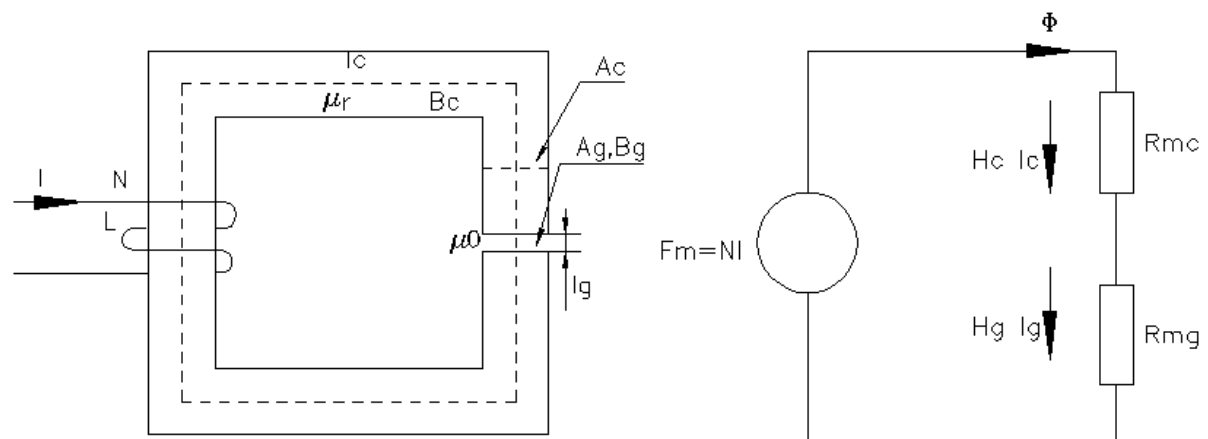 lc
Ac
μr Bc
Ag,Bg
I N
L
μ0
lg
Φ
Hc lc
Rmc
Fm=NI
Hg lg
Rmg